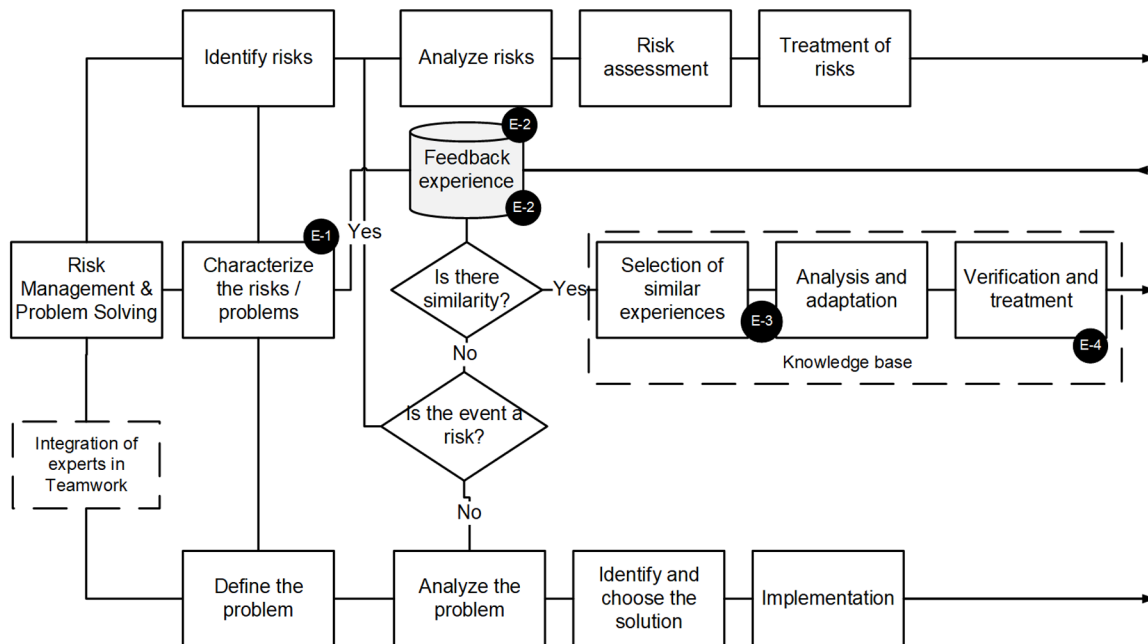 Identify risks
Analyze risks
Risk
assessment
Treatment of
risks
E-2
Feedback
experience
E-2
E-1
Yes
Risk
Management &
Problem Solving
Characterize
the risks /
problems
Is there
similarity?
Yes
Selection of
similar
experiences
E-3
Analysis and
adaptation
Verification and
treatment
E-4
Knowledge base
No
Is the event a
risk?
Integration of
experts in
Teamwork
No
Define the
problem
Analyze the
problem
Identify and
choose the
solution
Implementation